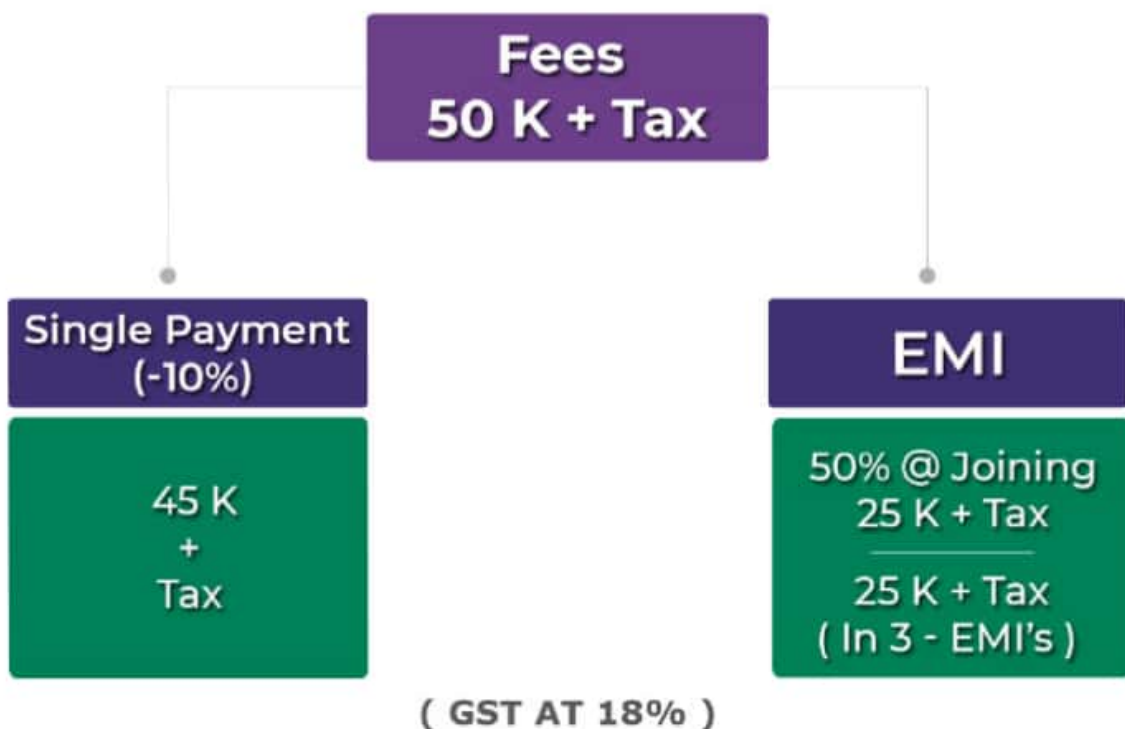 Fees
50 K + Tax
Single Payment
(-10%)
45 K
+
Tax
EMI
50% @ Joining
25 K + Tax
25 K + Tax
( In 3 - EMI's )
( GST AT 18% )